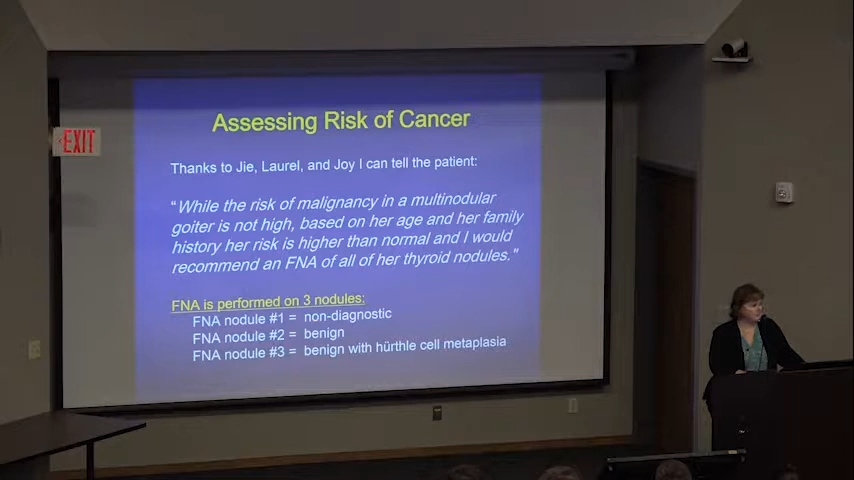 Assessing Risk of Cancer
EXIT
Thanks to Jie, Laurel, and Joy I can tell the patient:
"While the risk of malignancy in a multinodular
goiter is not high, based on her age and her family
history her risk is higher than normal and I would
recommend an FNA of all of her thyroid nodules."
FNA is performed on 3 nodules:
FNA nodule #1 = non-diagnostic
FNA nodule #2 = benign
FNA nodule #3 = benign with hürthle cell metaplasia